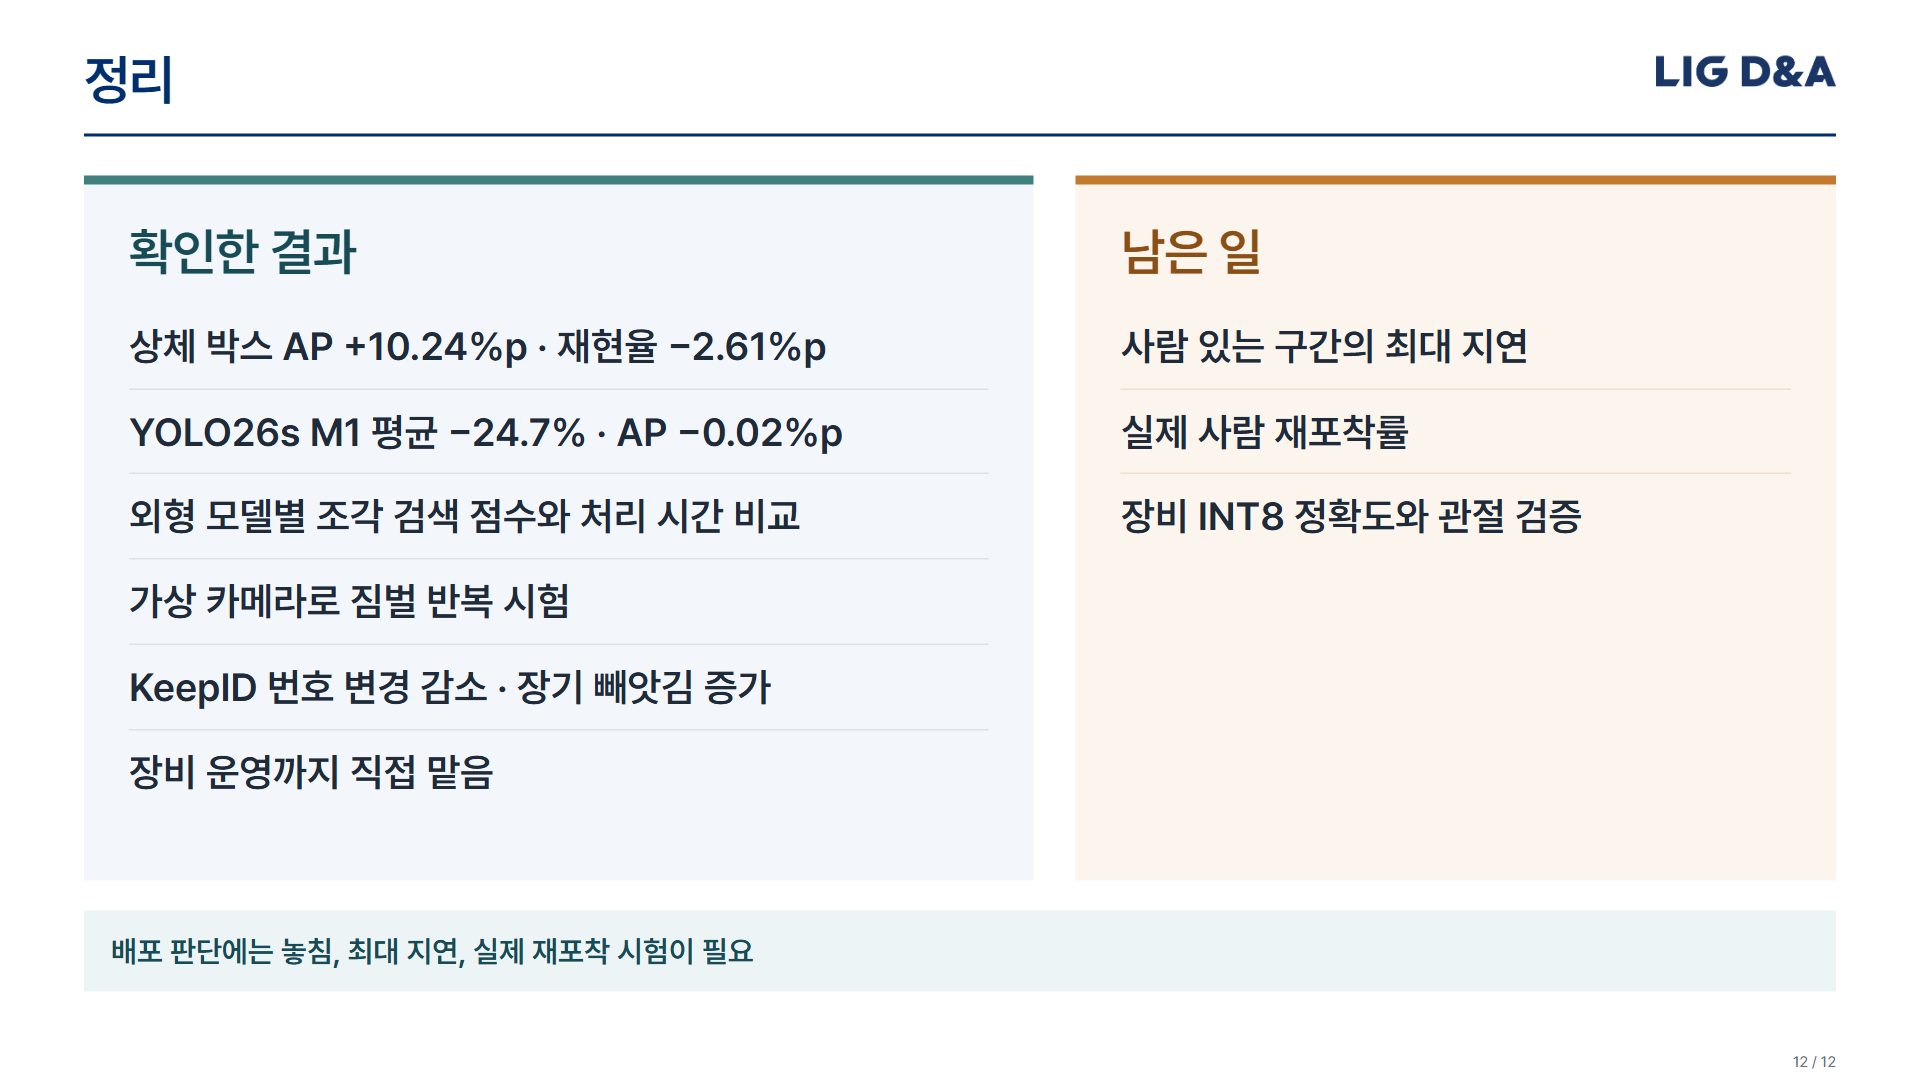 정리
LIG D&A
확인한 결과
상체 박스 AP +10.24%p · 재현율 −2.61%p
YOLO26s M1 평균 −24.7% · AP −0.02%p
외형 모델별 조각 검색 점수와 처리 시간 비교
가상 카메라로 짐벌 반복 시험
KeepID 번호 변경 감소 · 장기 빼앗김 증가
장비 운영까지 직접 맡음
남은 일
사람 있는 구간의 최대 지연
실제 사람 재포착률
장비 INT8 정확도와 관절 검증
배포 판단에는 놓침, 최대 지연, 실제 재포착 시험이 필요
12 / 12